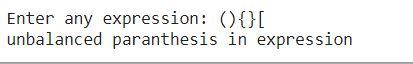 Enter any expression: (){}[
unbalanced paranthesis in expression